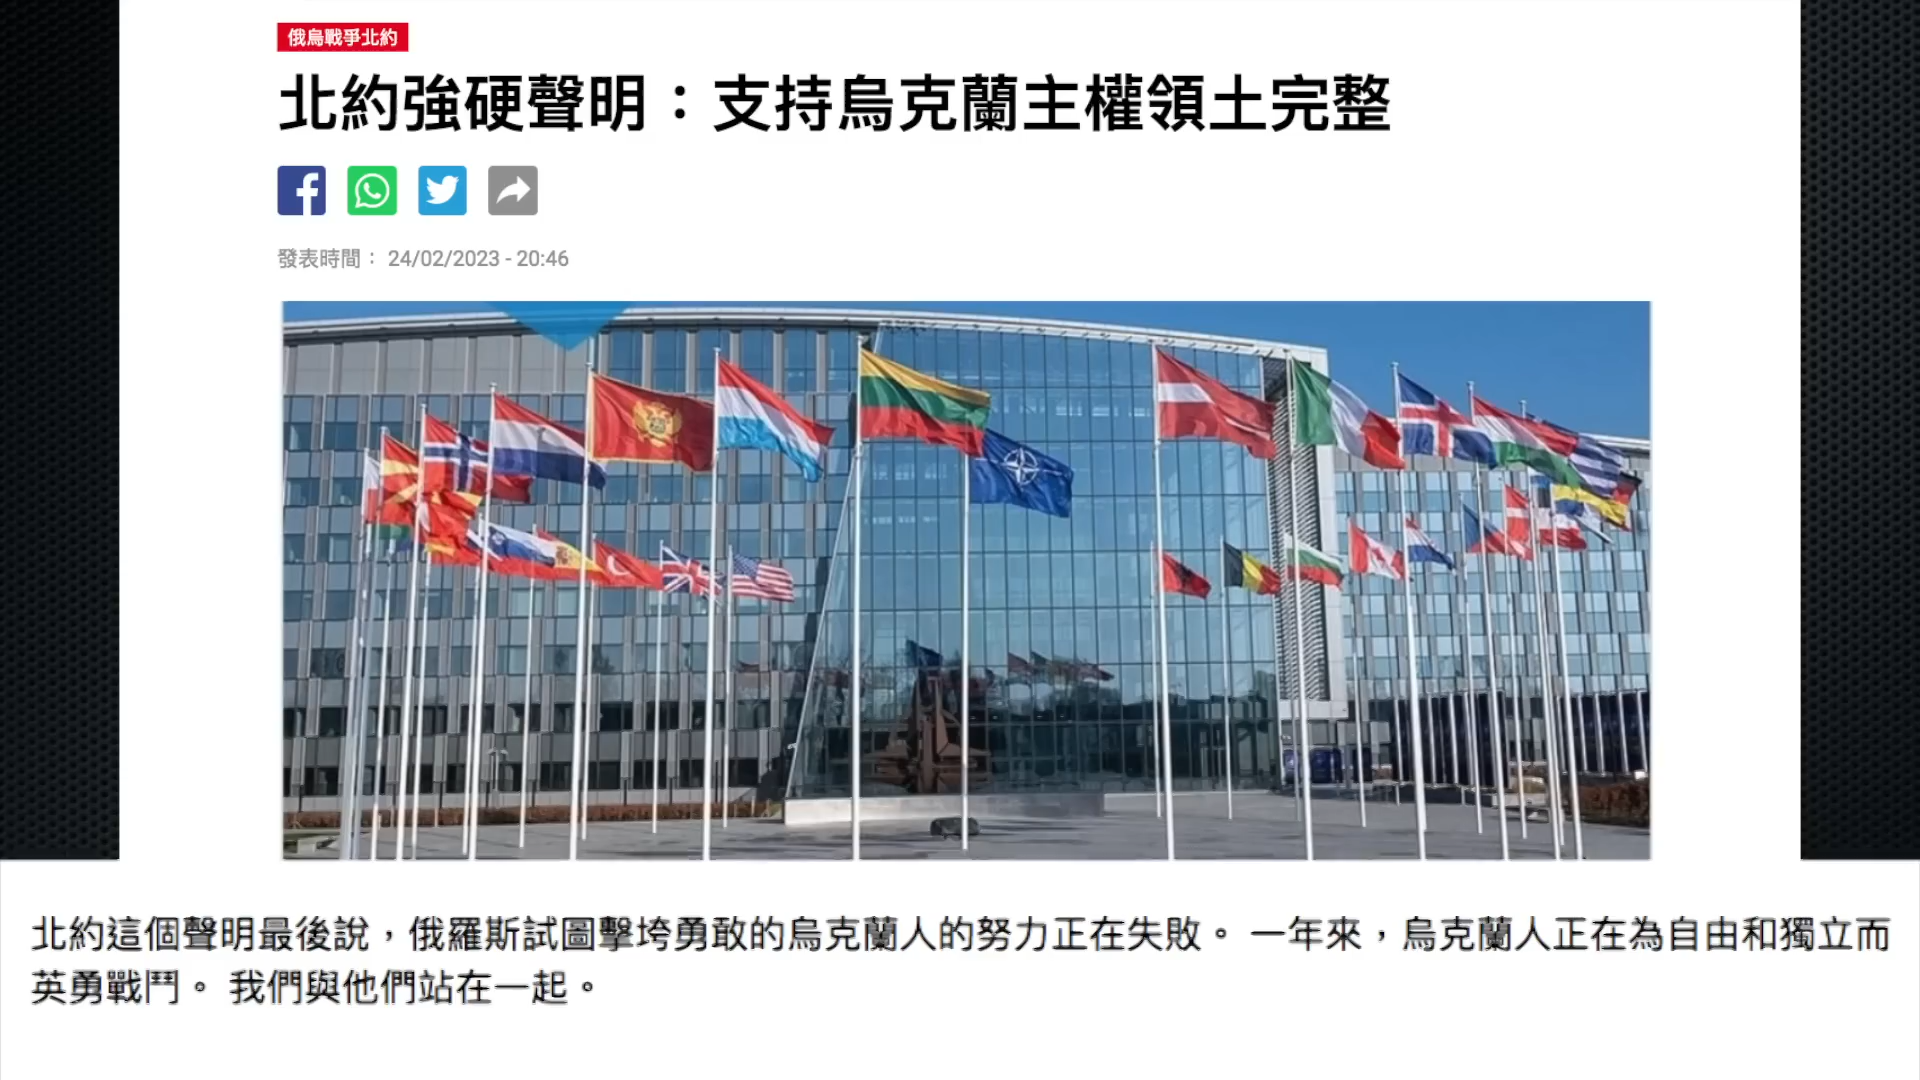 俄烏戰爭北約
北約強硬聲明：支持烏克蘭主權領土完整
發表時間： 24/02/2023 - 20:46
北約這個聲明最後說，俄羅斯試圖擊垮勇敢的烏克蘭人的努力正在失敗。 一年來，烏克蘭人正在為自由和獨立而
英勇戰鬥。 我們與他們站在一起。